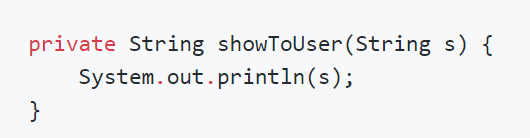 private String showToUser(String s) {
    System.out.println(s);
}